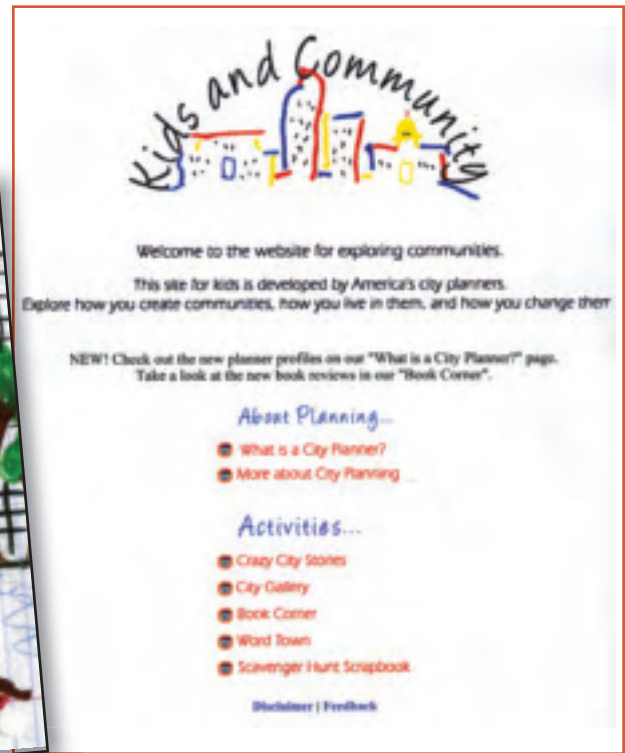 Kids and Community
Welcome to the website for exploring communities.
This site for kids is developed by America's city planners.
Explore how you create communities, how you live in them, and how you change them
NEW! Check out the new planner profiles on our "What is a City Planner?" page.
Take a look at the new book reviews in our "Book Corner".
About Planning...
What is a City Planner?
More about City Planning
Activities...
Crazy City Stories
City Gallery
Book Corner
Word Town
Scavenger Hunt Scrapbook
Disclaimer | Feedback